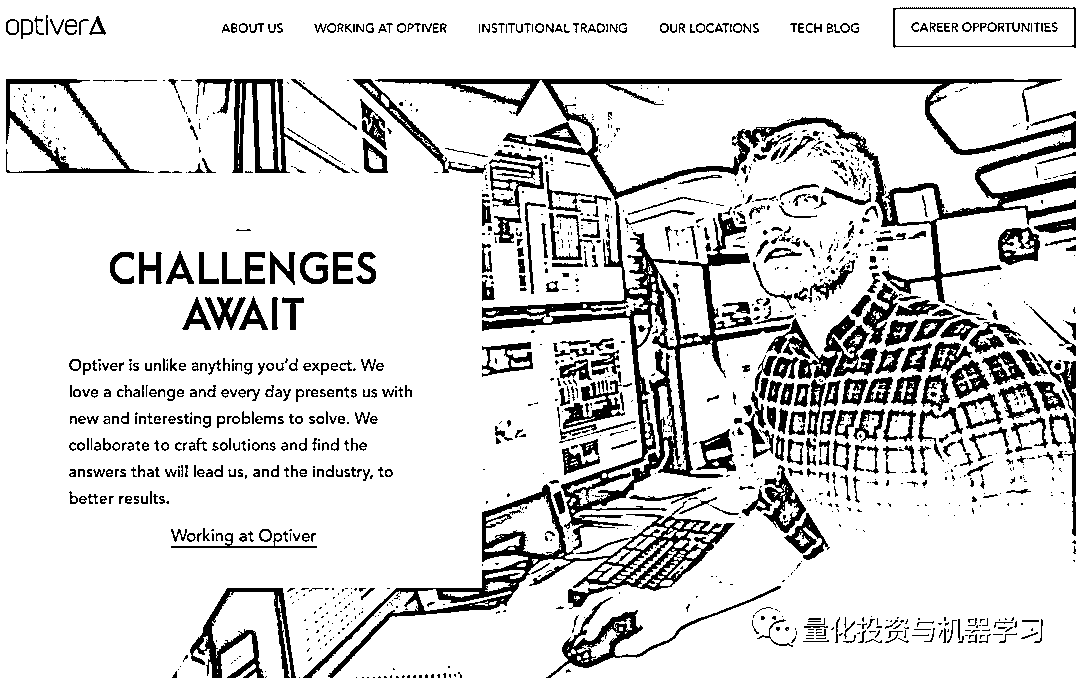 optiver
ABOUT US
WORKING AT OPTIVER
INSTITUTIONAL TRADING
OUR LOCATIONS
TECH BLOG
CAREER OPPORTUNITIES
CHALLENGES
AWAIT
Optiver is unlike anything you'd expect. We
love a challenge and every day presents us with
new and interesting problems to solve. We
collaborate to craft solutions and find the
answers that will lead us, and the industry, to
better results.
Working at Optiver
量化投资与机器学习